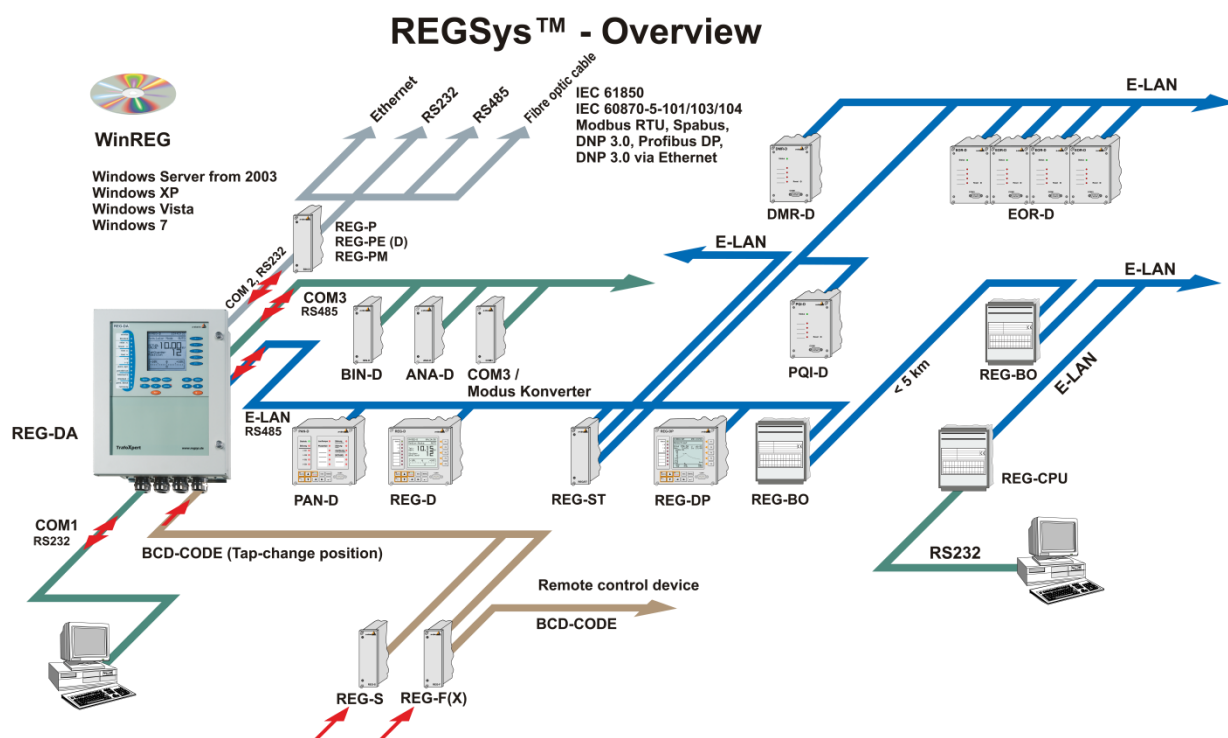 REGSys™ - Overview
WinREG
Windows Server from 2003
Windows XP
Windows Vista
Windows 7
Ethernet
RS232
RS485
Fibre optic cable
IEC 61850
IEC 60870-5-101/103/104
Modbus RTU, Spabus,
DNP 3.0, Profibus DP,
DNP 3.0 via Ethernet
E-LAN
DMR-D
EOR-D
REG-P
REG-PE (D)
REG-PM
COM 2, RS232
COM3
RS485
E-LAN
E-LAN
BIN-D
ANA-D
COM3 /
Modus Konverter
PQI-D
REG-BO
< 5 km
E-LAN
REG-DA
E-LAN
RS485
PAN-D
REG-D
REG-ST
REG-DP
REG-BO
REG-CPU
COM1
RS232
BCD-CODE (Tap-change position)
RS232
Remote control device
BCD-CODE
REG-S
REG-F(X)